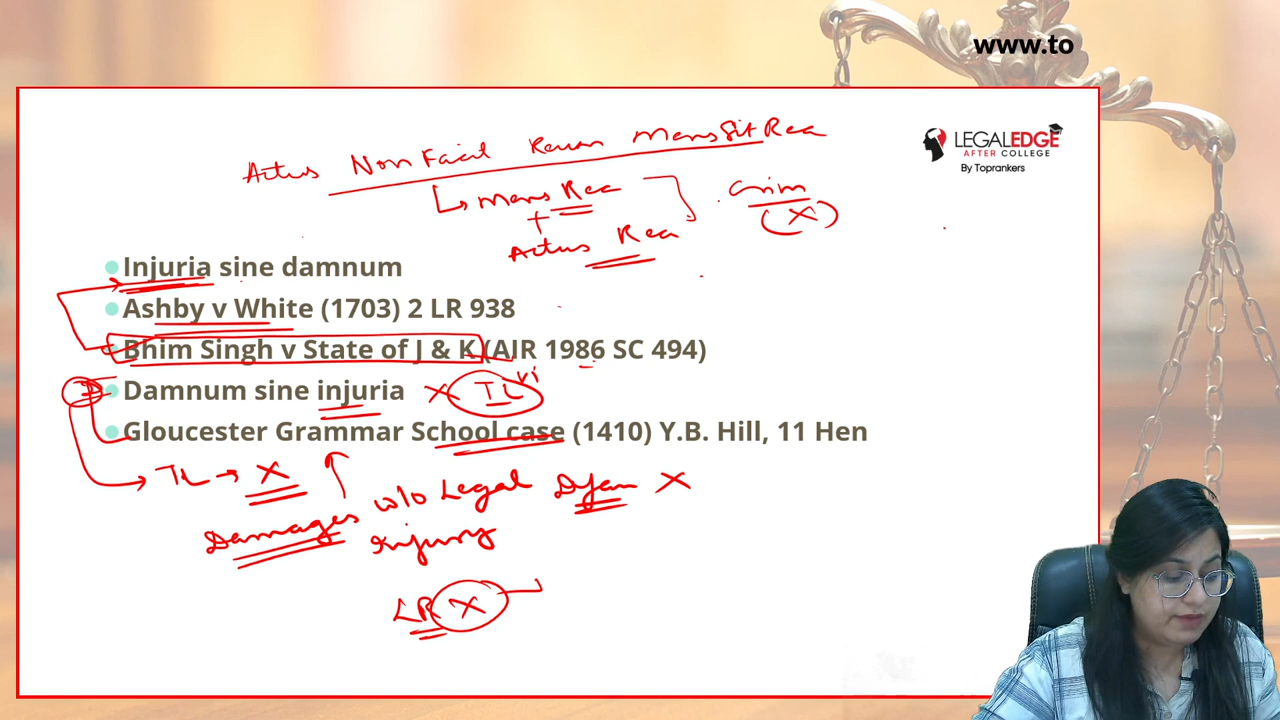 www.to
LEGALEDGE
AFTER COLLEGE
By Toprankers
Actus Non Facit Mens Sit Rea
Mens Rea
+
Actus Rea
(X)
Injuria sine damnum
Ashby v White (1703) 2 LR 938
Bhim Singh v State of J & K (AIR 1986 SC 494)
Damnum sine injuria X TL
Gloucester Grammar School case (1410) Y.B. Hill, 11 Hen
TL → X
Damages w/o Legal X
Injury
LR X